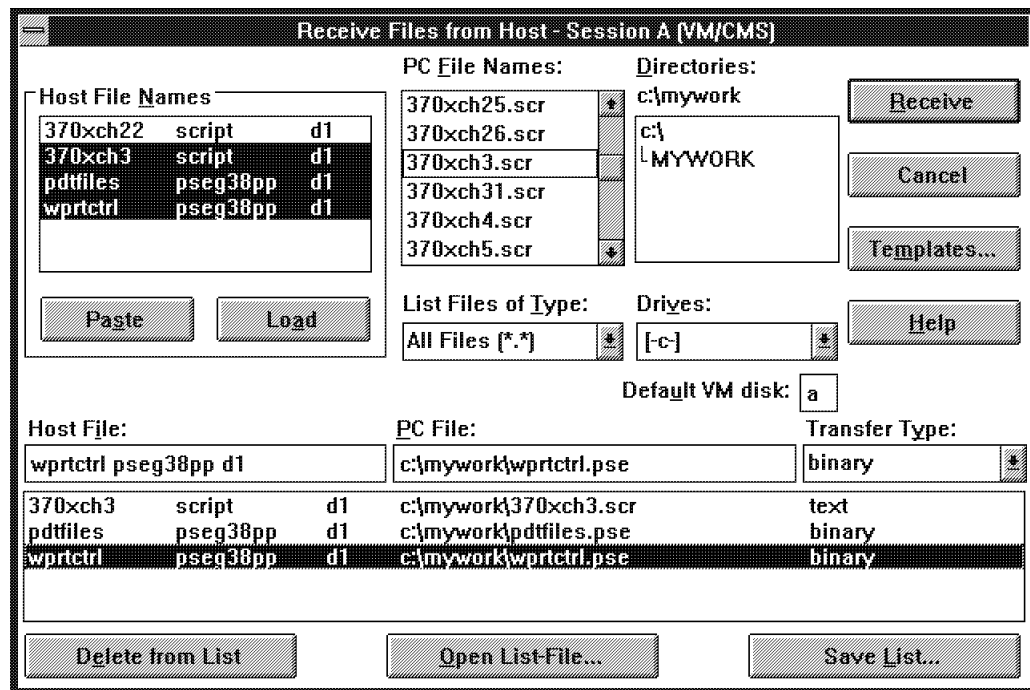 Receive Files from Host - Session A (VM/CMS)
Host File Names
370xch22 script d1
370xch3 script d1
pdtfiles pseg38pp d1
wprtctrl pseg38pp d1
Paste
Load
PC File Names:
370xch25.scr
370xch26.scr
370xch3.scr
370xch31.scr
370xch4.scr
370xch5.scr
Directories:
c:\mywork
c:\
MYWORK
Receive
Cancel
Templates...
Help
List Files of Type:
All Files (*.*)
Drives:
[-c-]
Default VM disk: a
Host File:
wprtctrl pseg38pp d1
PC File:
c:\mywork\wprtctrl.pse
Transfer Type:
binary
370xch3 script d1 c:\mywork\370xch3.scr text
pdtfiles pseg38pp d1 c:\mywork\pdtfiles.pse binary
wprtctrl pseg38pp d1 c:\mywork\wprtctrl.pse binary
Delete from List
Open List-File...
Save List...